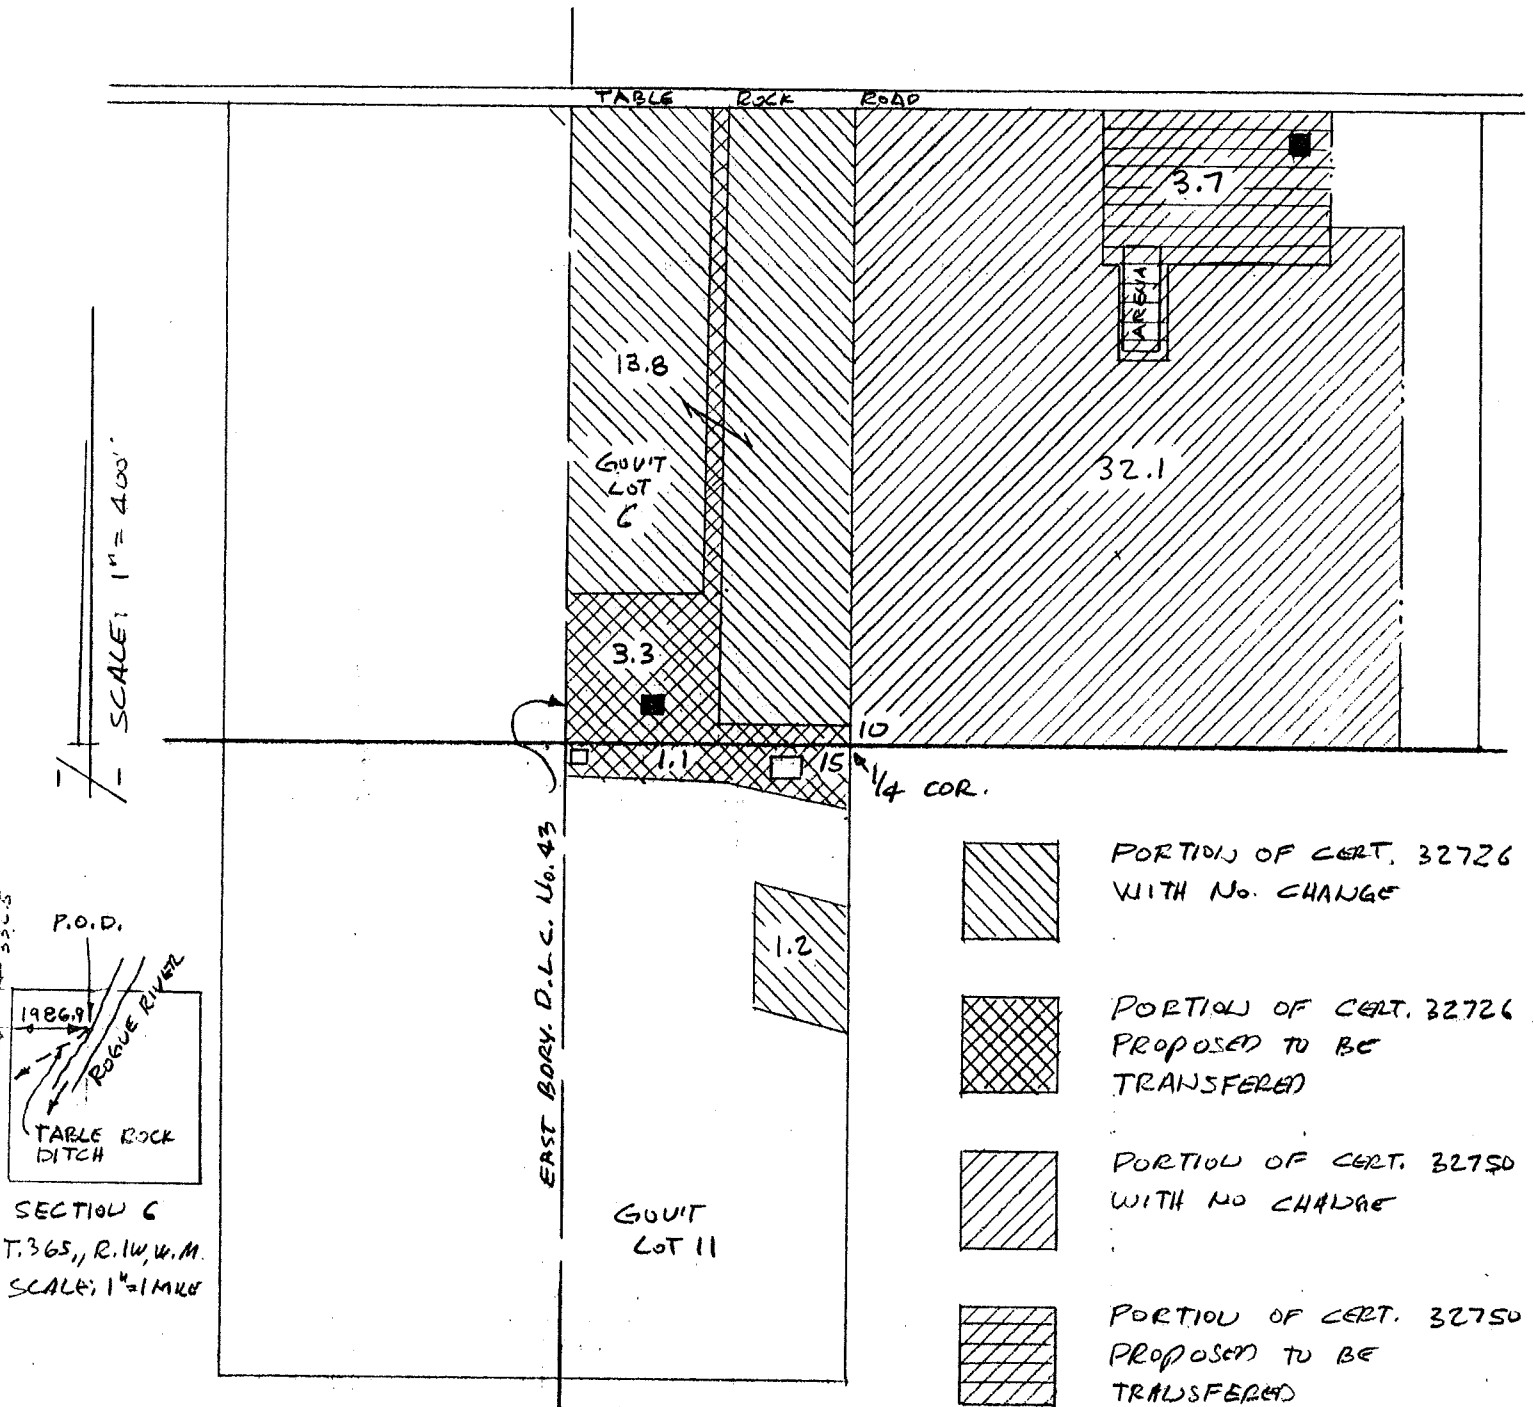 TABLE ROCK ROAD
3.7
ARENA
13.8
32.1
GOV'T
LOT
6
SCALE: 1" = 400'
3.3
10
1.1
15
1/4 COR.
EAST BDRY. D.L.C. No. 43
1.2
P.O.D.
1986.9
ROGUE RIVER
TABLE ROCK
DITCH
SECTION 6
T.36S., R.1W, W.M.
SCALE; 1"=1 MILE
GOV'T
LOT 11
PORTION OF CERT. 32726
WITH No. CHANGE
PORTION OF CERT. 32726
PROPOSED TO BE
TRANSFERED
PORTION OF CERT. 32750
WITH NO CHANGE
PORTION OF CERT. 32750
PROPOSED TO BE
TRANSFERED